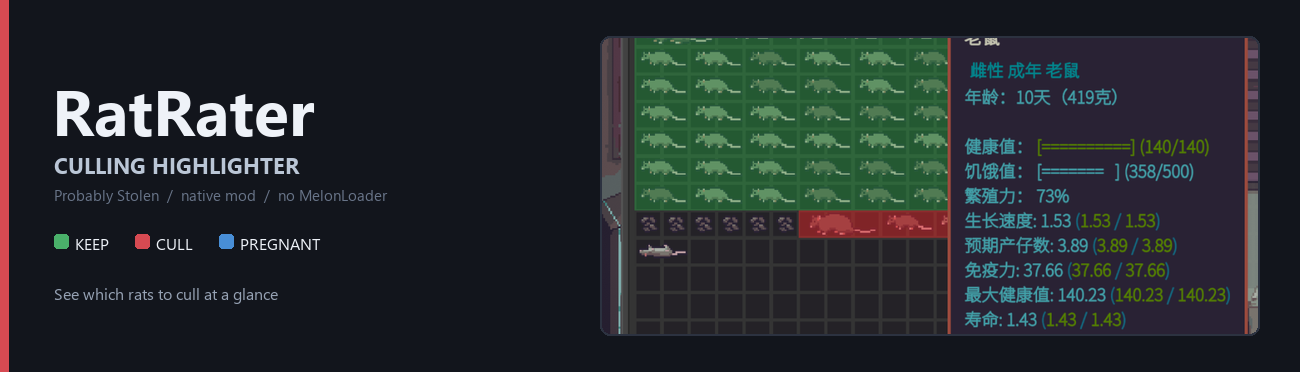 RatRater
CULLING HIGHLIGHTER
Probably Stolen / native mod / no MelonLoader
KEEP CULL PREGNANT
See which rats to cull at a glance
老鼠
雌性 成年 老鼠
年龄：10天（419克）
健康值： [==========] (140/140)
饥饿值： [======= ] (358/500)
繁殖力： 73%
生长速度: 1.53 (1.53 / 1.53)
预期产仔数: 3.89 (3.89 / 3.89)
免疫力: 37.66 (37.66 / 37.66)
最大健康值: 140.23 (140.23 / 140.23)
寿命: 1.43 (1.43 / 1.43)